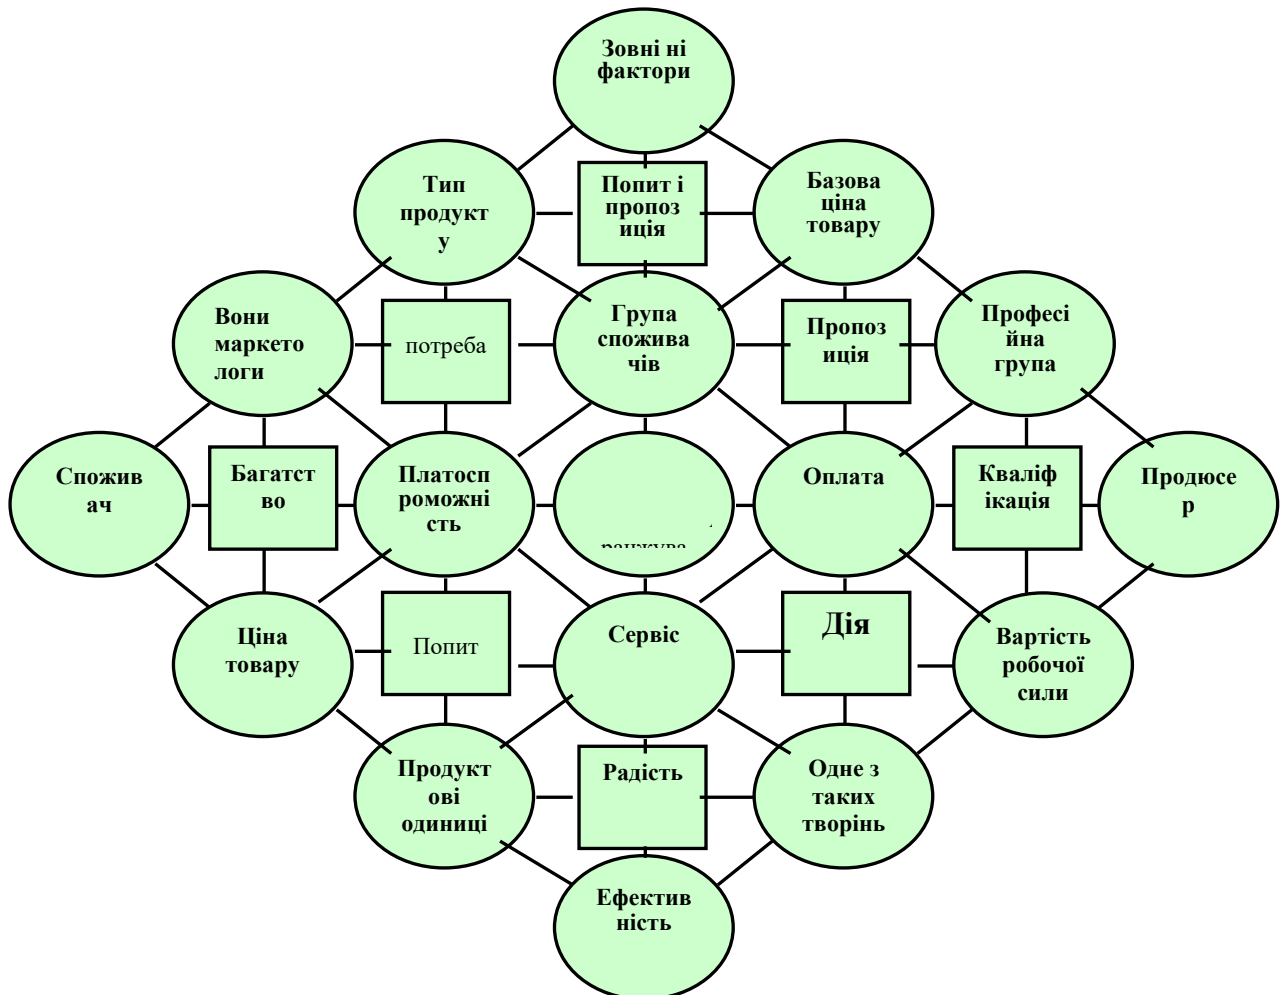 Зовні ні
фактори
Тип
продукт
у
Попит і
пропоз
иція
Базова
ціна
товару
Вони
маркето
логи
потреба
Група
спожива
чів
Пропоз
иція
Професі
йна
група
Спожив
ач
Багатст
во
Платосп
роможні
сть
Оплата
Кваліф
ікація
Продюсе
р
Ціна
товару
Попит
Сервіс
Дія
Вартість
робочої
сили
Продукт
ові
одиниці
Радість
Одне з
таких
творінь
Ефектив
ність